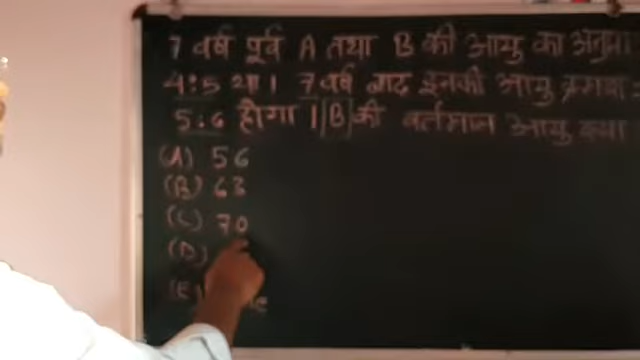 7 वर्ष पूर्व A तथा B की आयु का
4:5 था। 7 वर्ष बाद इनकी आयु क्रमशः
5:6 होगा । B की वर्तमान आयु क्या
(A) 56
(B) 63
(C) 70
(D)
(E)